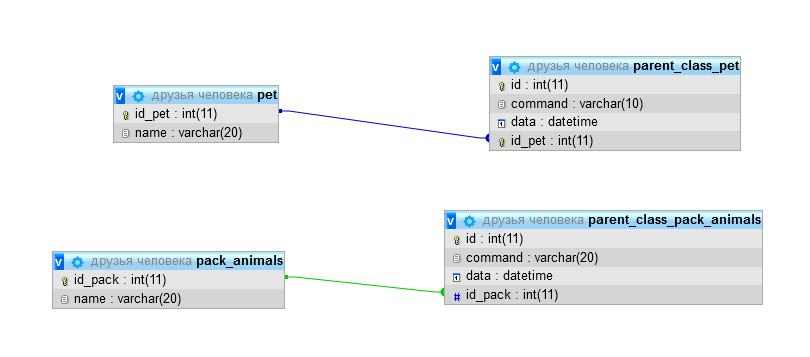 v друзья человека pet
id_pet : int(11)
name : varchar(20)
v друзья человека parent_class_pet
id : int(11)
command : varchar(10)
data : datetime
id_pet : int(11)
v друзья человека pack_animals
id_pack : int(11)
name : varchar(20)
v друзья человека parent_class_pack_animals
id : int(11)
command : varchar(20)
data : datetime
# id_pack : int(11)